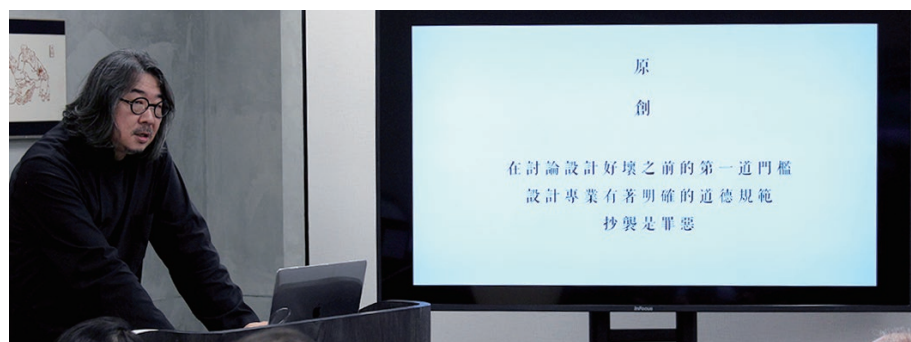 原
創
在討論設計好壞之前的第一道門檻
設計專業有著明確的道德規範
抄襲是罪惡
InFocus